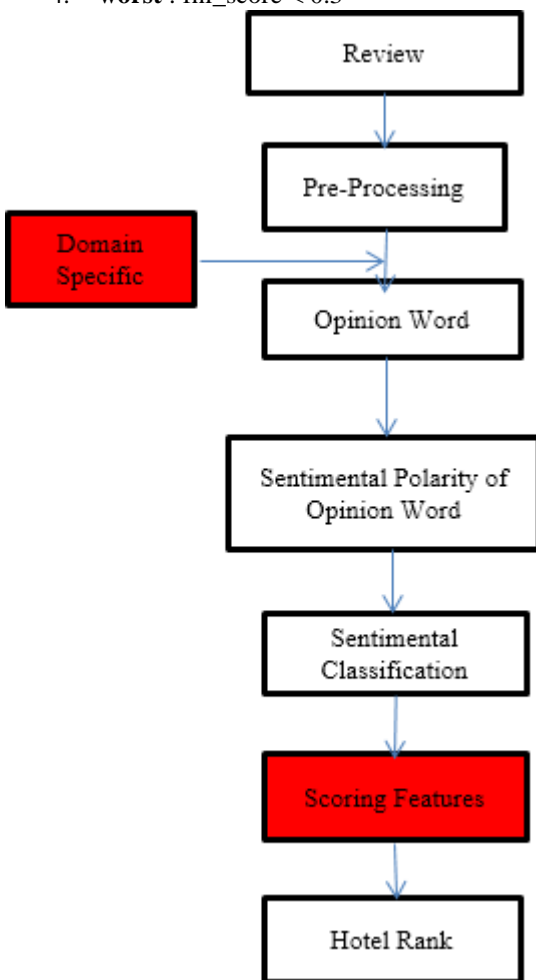 Review
Pre-Processing
Domain
Specific
Opinion Word
Sentimental Polarity of
Opinion Word
Sentimental
Classification
Scoring Features
Hotel Rank